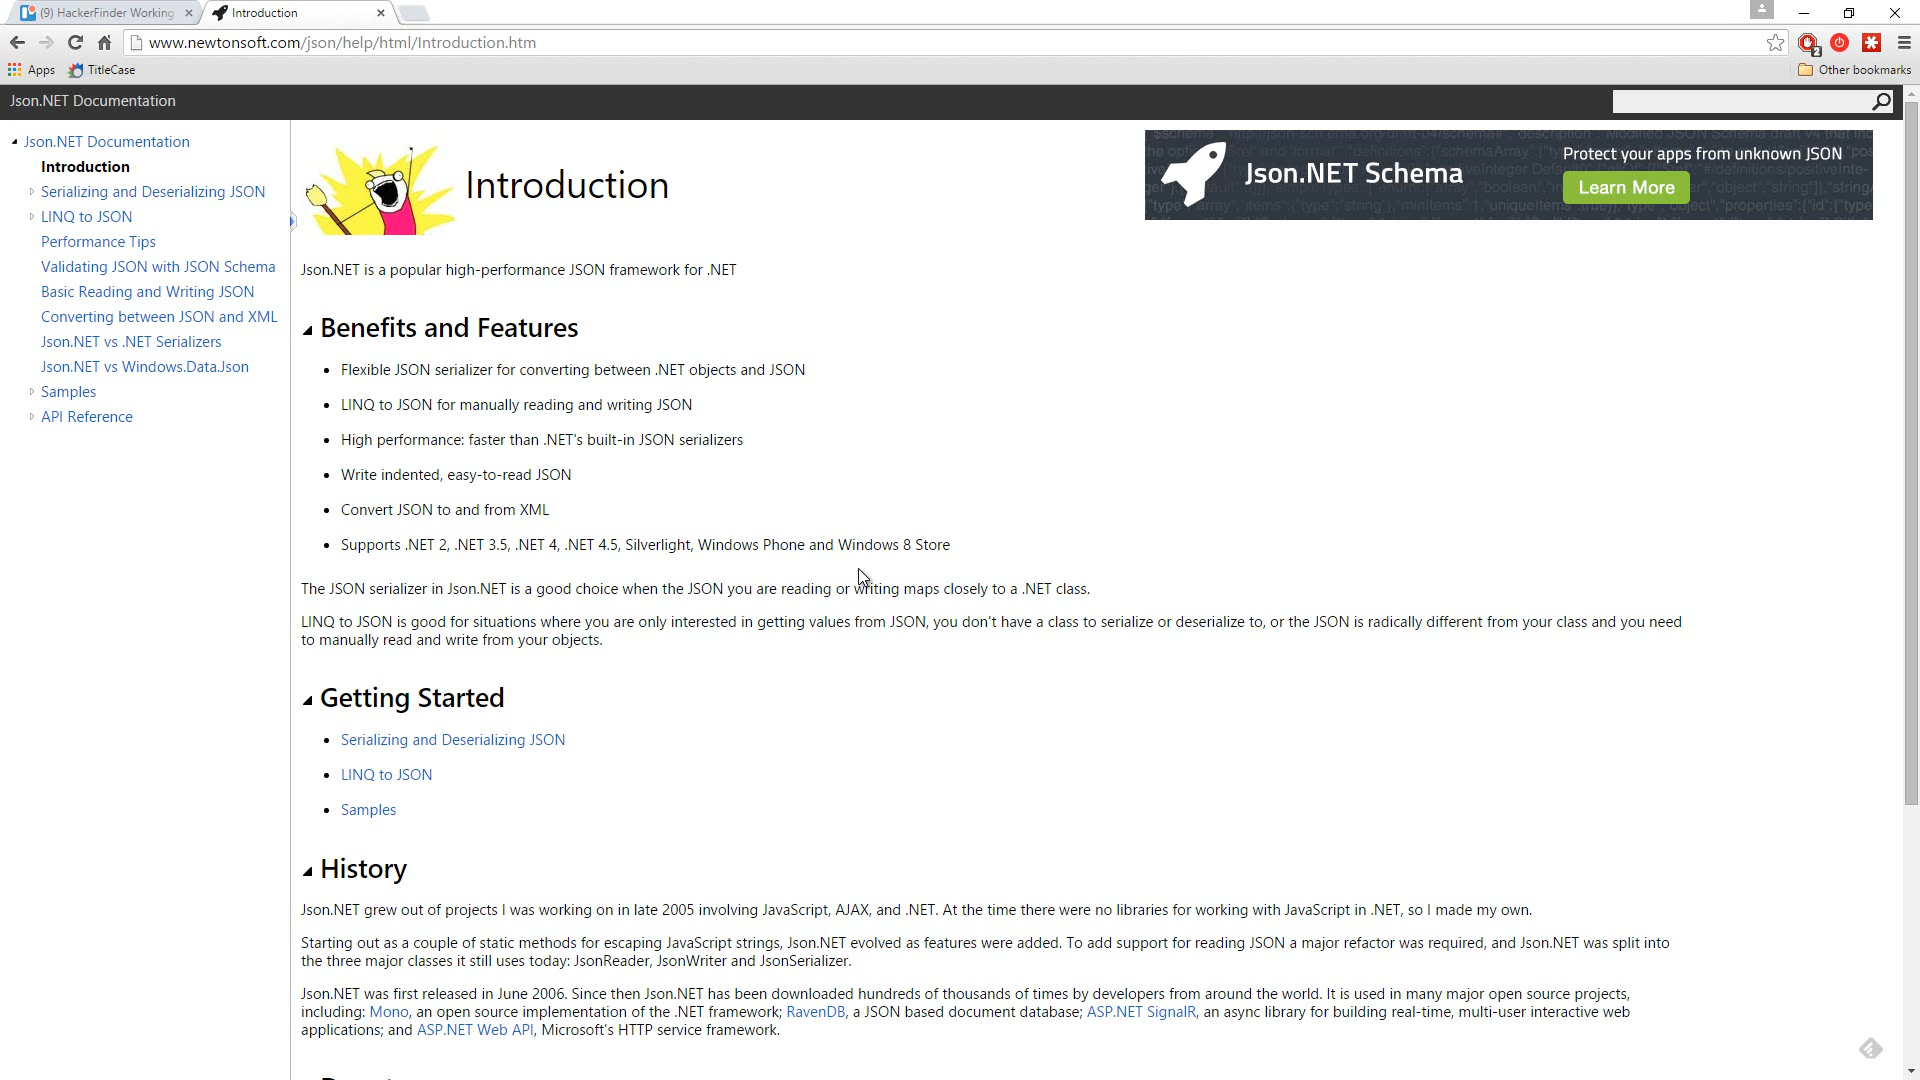 (9) HackerFinder Working
Introduction
www.newtonsoft.com/json/help/html/Introduction.htm
2
Apps
TitleCase
Other bookmarks
Json.NET Documentation
Json.NET Documentation
Introduction
Serializing and Deserializing JSON
LINQ to JSON
Performance Tips
Validating JSON with JSON Schema
Basic Reading and Writing JSON
Converting between JSON and XML
Json.NET vs .NET Serializers
Json.NET vs Windows.Data.Json
Samples
API Reference
Introduction
Json.NET Schema
Protect your apps from unknown JSON
Learn More
Json.NET is a popular high-performance JSON framework for .NET
Benefits and Features
Flexible JSON serializer for converting between .NET objects and JSON
LINQ to JSON for manually reading and writing JSON
High performance: faster than .NET's built-in JSON serializers
Write indented, easy-to-read JSON
Convert JSON to and from XML
Supports .NET 2, .NET 3.5, .NET 4, .NET 4.5, Silverlight, Windows Phone and Windows 8 Store
The JSON serializer in Json.NET is a good choice when the JSON you are reading or writing maps closely to a .NET class.
LINQ to JSON is good for situations where you are only interested in getting values from JSON, you don't have a class to serialize or deserialize to, or the JSON is radically different from your class and you need
to manually read and write from your objects.
Getting Started
Serializing and Deserializing JSON
LINQ to JSON
Samples
History
Json.NET grew out of projects I was working on in late 2005 involving JavaScript, AJAX, and .NET. At the time there were no libraries for working with JavaScript in .NET, so I made my own.
Starting out as a couple of static methods for escaping JavaScript strings, Json.NET evolved as features were added. To add support for reading JSON a major refactor was required, and Json.NET was split into
the three major classes it still uses today: JsonReader, JsonWriter and JsonSerializer.
Json.NET was first released in June 2006. Since then Json.NET has been downloaded hundreds of thousands of times by developers from around the world. It is used in many major open source projects,
including: Mono, an open source implementation of the .NET framework; RavenDB, a JSON based document database; ASP.NET SignalR, an async library for building real-time, multi-user interactive web
applications; and ASP.NET Web API, Microsoft's HTTP service framework.